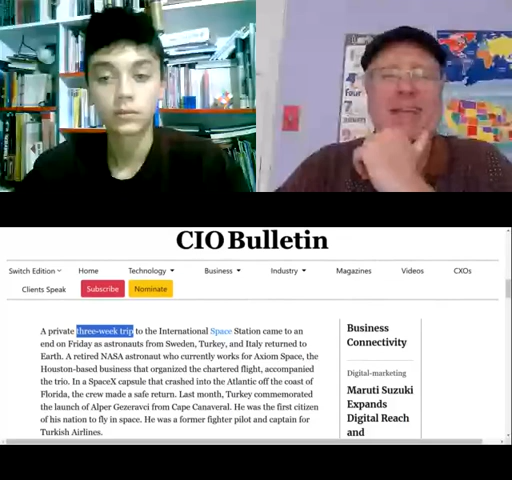 Four
CIO Bulletin
Switch Edition Home Technology Business Industry Magazines Videos CXOs
Clients Speak Subscribe Nominate
A private three-week trip to the International Space Station came to an
end on Friday as astronauts from Sweden, Turkey, and Italy returned to
Earth. A retired NASA astronaut who currently works for Axiom Space, the
Houston-based business that organized the chartered flight, accompanied
the trio. In a SpaceX capsule that crashed into the Atlantic off the coast of
Florida, the crew made a safe return. Last month, Turkey commemorated
the launch of Alper Gezeravci from Cape Canaveral. He was the first citizen
of his nation to fly in space. He was a former fighter pilot and captain for
Turkish Airlines.
Business
Connectivity
Digital-marketing
Maruti Suzuki
Expands
Digital Reach
and